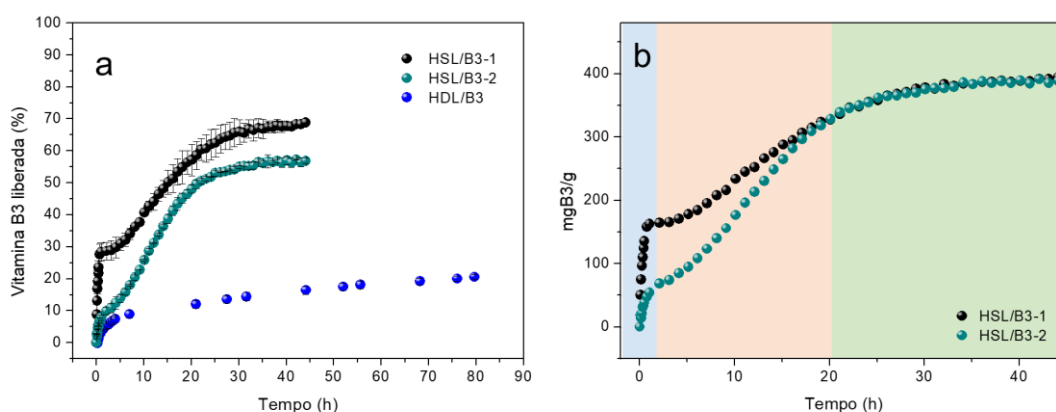 a
Vitamina B3 liberada (%)
100
90
80
70
60
50
40
30
20
10
0
HSL/B3-1
HSL/B3-2
HDL/B3
0 10 20 30 40 50 60 70 80 90
Tempo (h)
b
mgB3/g
400
300
200
100
0
HSL/B3-1
HSL/B3-2
0 10 20 30 40
Tempo (h)